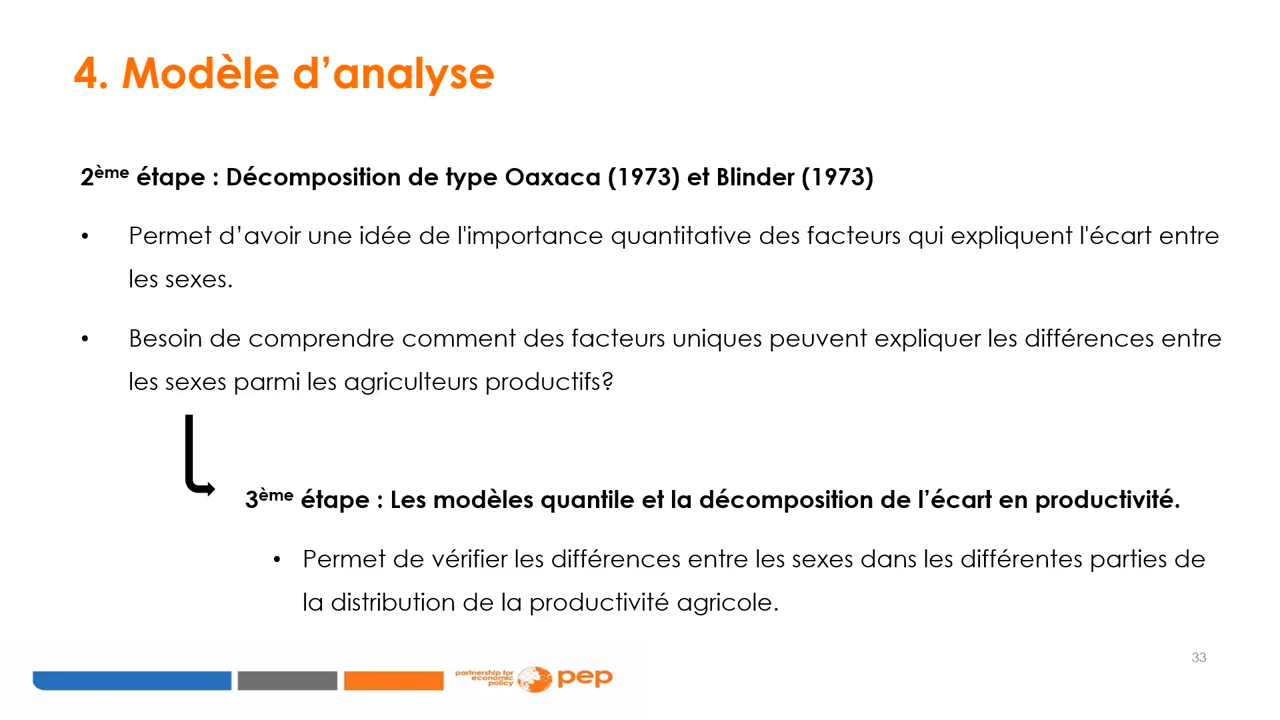 4. Modèle d’analyse
2ème étape : Décomposition de type Oaxaca (1973) et Blinder (1973)
• Permet d’avoir une idée de l'importance quantitative des facteurs qui expliquent l'écart entre
les sexes.
• Besoin de comprendre comment des facteurs uniques peuvent expliquer les différences entre
les sexes parmi les agriculteurs productifs?
3ème étape : Les modèles quantile et la décomposition de l’écart en productivité.
• Permet de vérifier les différences entre les sexes dans les différentes parties de
la distribution de la productivité agricole.
33
partnership for
economic
policy
pep